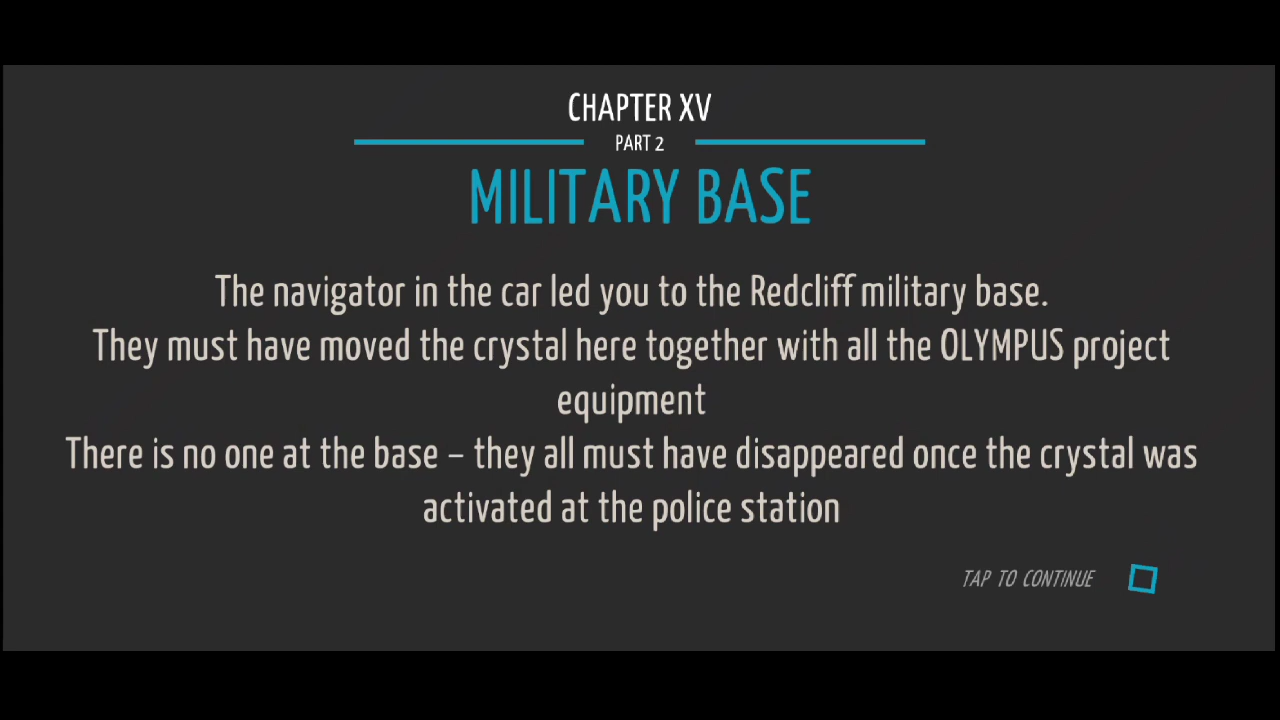 CHAPTER XV
PART 2
MILITARY BASE
The navigator in the car led you to the Redcliff military base.
They must have moved the crystal here together with all the OLYMPUS project
equipment
There is no one at the base – they all must have disappeared once the crystal was
activated at the police station
TAP TO CONTINUE